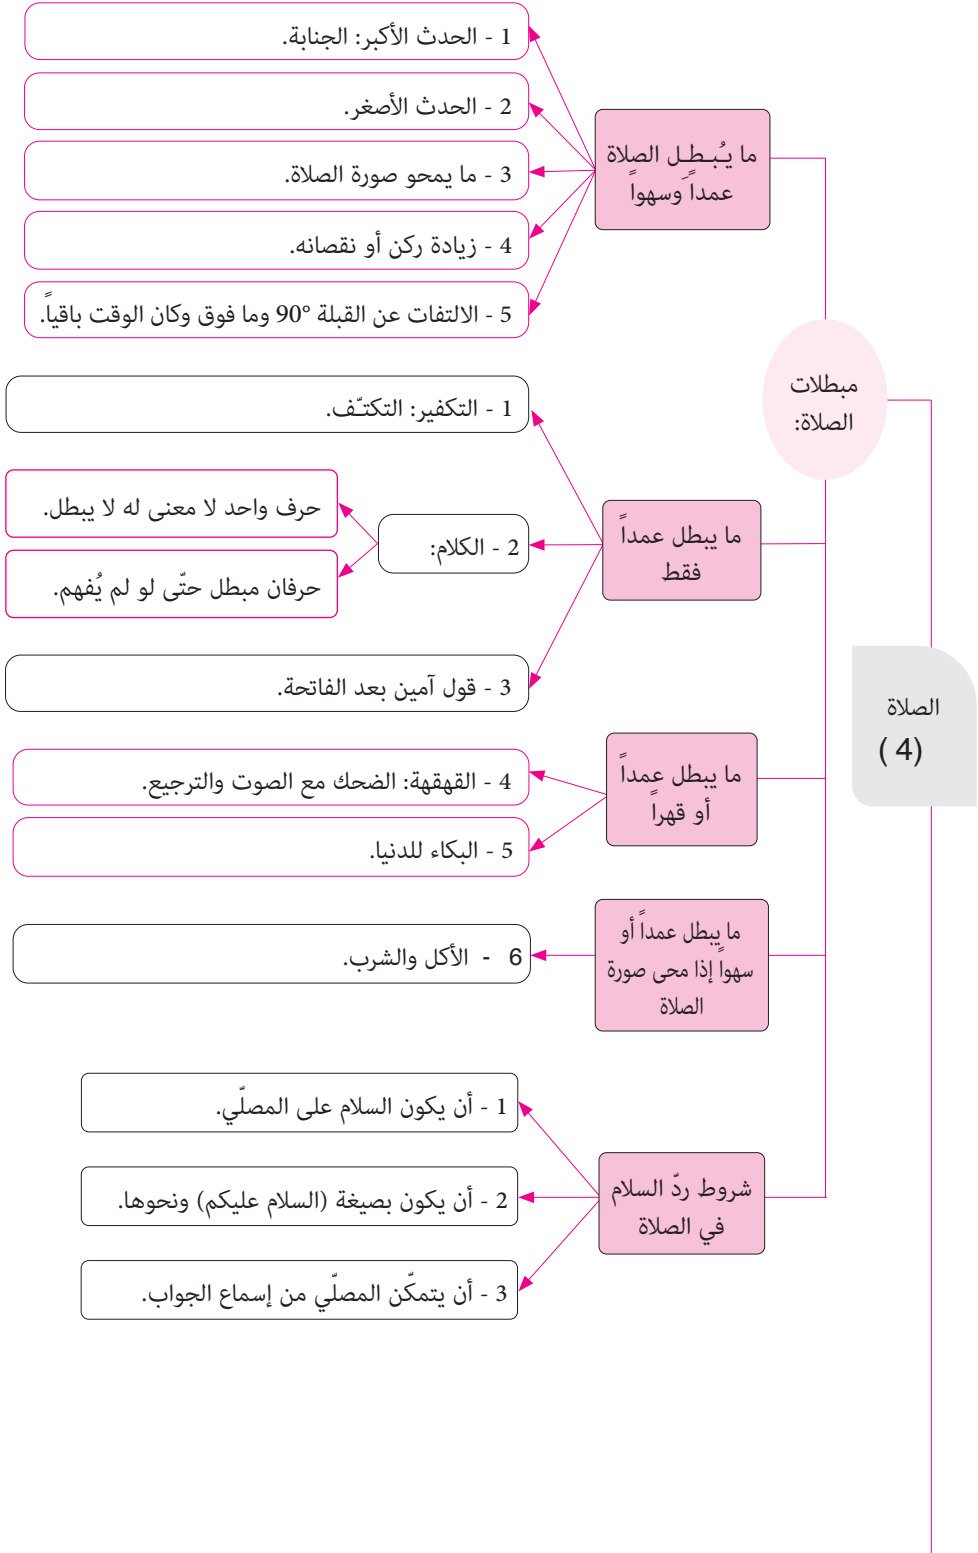 الصلاة
(4 )
مبطلات
الصلاة:
ما يُبـطـل الصلاة
عمداً وسهواً
1 - الحدث الأكبر: الجنابة.
2 - الحدث الأصغر.
3 - ما يمحو صورة الصلاة.
4 - زيادة ركن أو نقصانه.
5 - الالتفات عن القبلة °90 وما فوق وكان الوقت باقياً.
ما يبطل عمداً
فقط
1 - التكفير: التكتـّف.
2 - الكلام:
حرف واحد لا معنى له لا يبطل.
حرفان مبطل حتّى لو لم يُفهم.
3 - قول آمين بعد الفاتحة.
ما يبطل عمداً
أو قهراً
4 - القهقهة: الضحك مع الصوت والترجيع.
5 - البكاء للدنيا.
ما يبطل عمداً أو
سهواً إذا محى صورة
الصلاة
6 - الأكل والشرب.
شروط ردّ السلام
في الصلاة
1 - أن يكون السلام على المصلّي.
2 - أن يكون بصيغة (السلام عليكم) ونحوها.
3 - أن يتمكّن المصلّي من إسماع الجواب.